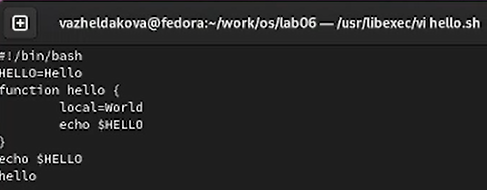 vazheldakova@fedora:~/work/os/lab06 — /usr/libexec/vi hello.sh
#!/bin/bash
HELLO=Hello
function hello {
        local=World
        echo $HELLO
}
echo $HELLO
hello